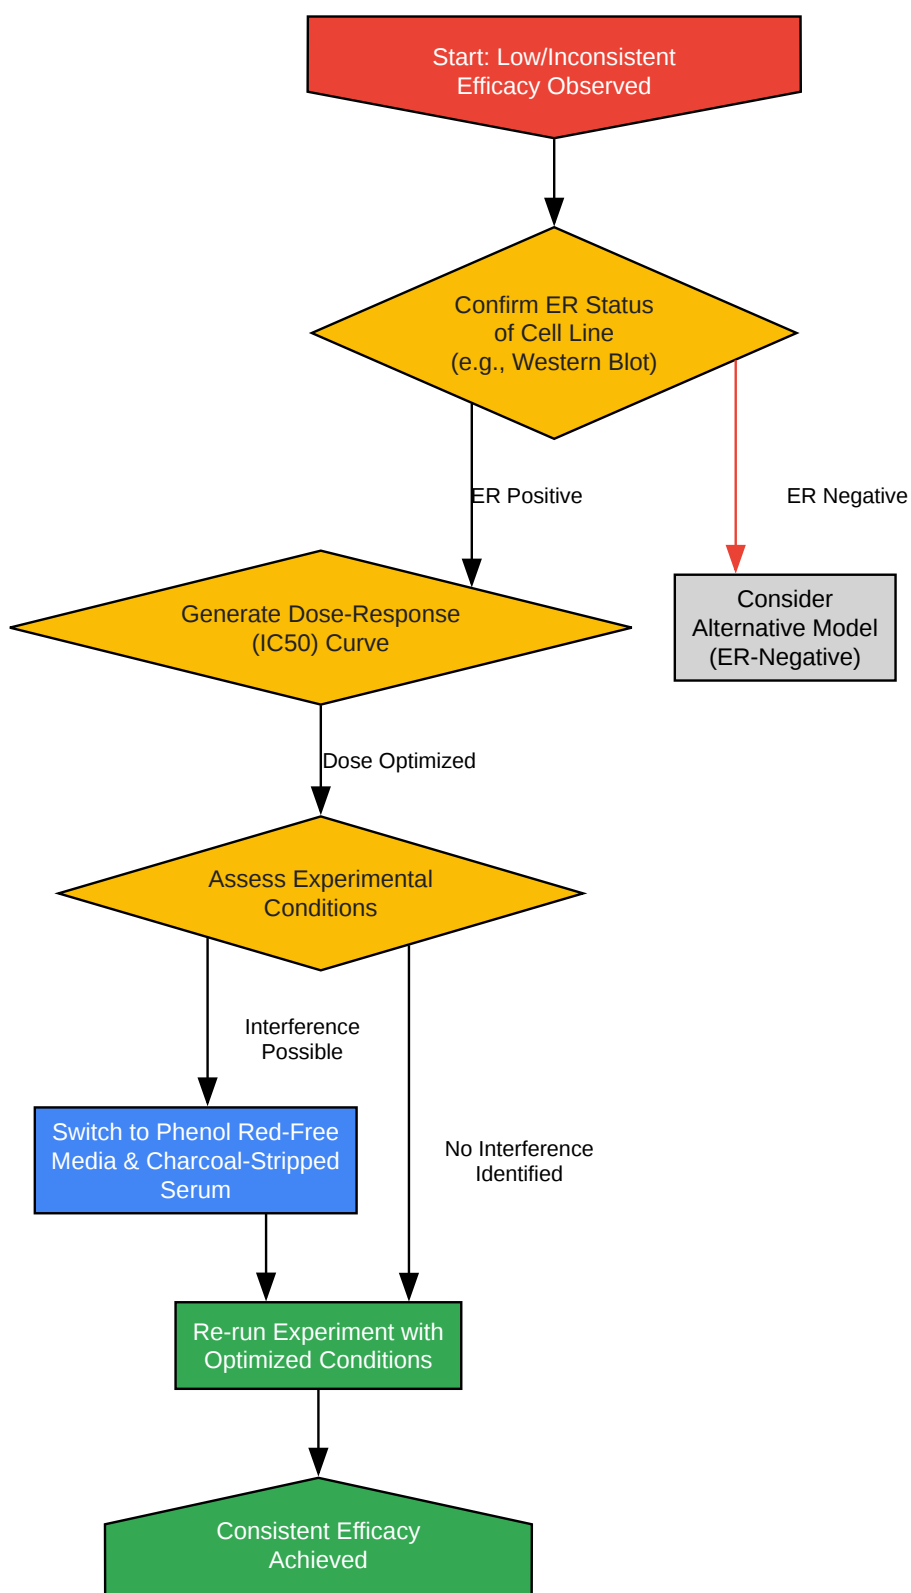 Start: Low/Inconsistent
Efficacy Observed
Confirm ER Status
of Cell Line
(e.g., Western Blot)
ER Positive
ER Negative
Generate Dose-Response
(IC50) Curve
Consider
Alternative Model
(ER-Negative)
Dose Optimized
Assess Experimental
Conditions
Interference
Possible
Switch to Phenol Red-Free
Media & Charcoal-Stripped
Serum
No Interference
Identified
Re-run Experiment with
Optimized Conditions
Consistent Efficacy
Achieved